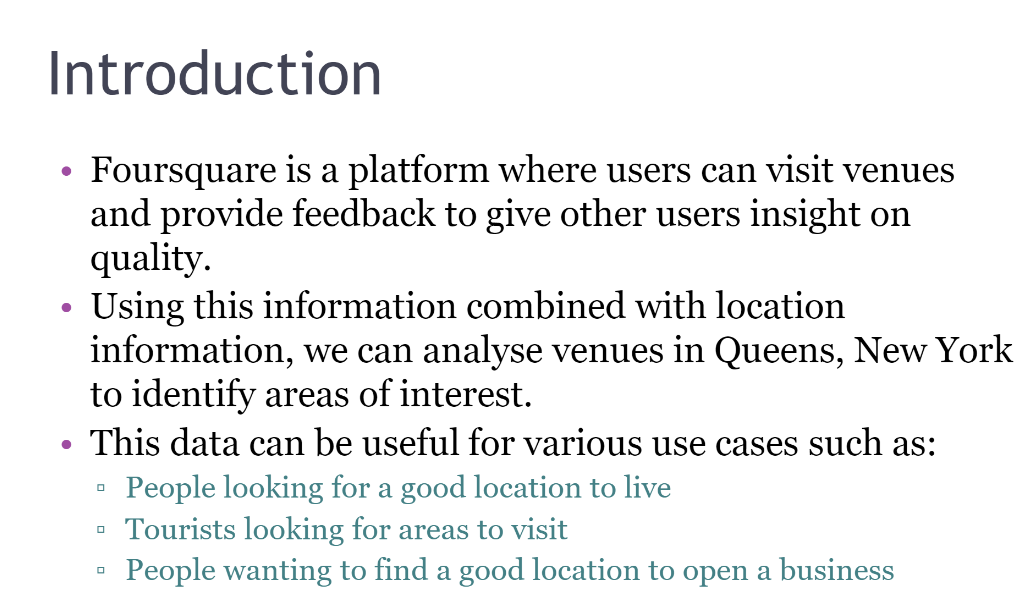 Introduction
• Foursquare is a platform where users can visit venues
and provide feedback to give other users insight on
quality.
• Using this information combined with location
information, we can analyse venues in Queens, New York
to identify areas of interest.
• This data can be useful for various use cases such as:
▫ People looking for a good location to live
▫ Tourists looking for areas to visit
▫ People wanting to find a good location to open a business